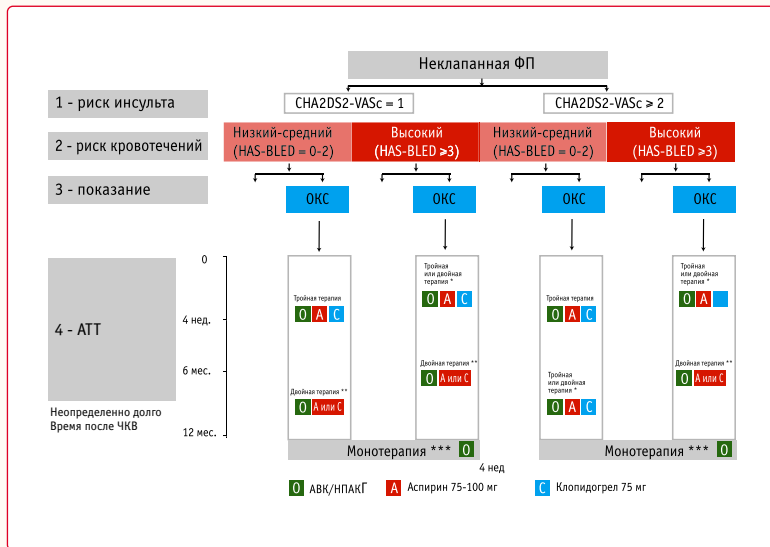 Неклапанная ФП
1 - риск инсульта
CHA2DS2-VASc = 1
CHA2DS2-VASc ⩾ 2
2 - риск кровотечений
Низкий-средний
(HAS-BLED = 0-2)
Высокий
(HAS-BLED ⩾3)
Низкий-средний
(HAS-BLED = 0-2)
Высокий
(HAS-BLED ⩾3)
3 - показание
ОКС
ОКС
ОКС
ОКС
4 - АТТ
0
4 нед.
6 мес.
12 мес.
Неопределенно долго
Время после ЧКВ
Тройная терапия
О А С
Двойная терапия **
О А или С
Тройная
или двойная
терапия *
О А С
Двойная терапия **
О А или С
Тройная терапия
О А С
Тройная
или двойная
терапия *
О А С
Тройная
или двойная
терапия *
О А
Двойная терапия **
О А или С
Монотерапия *** О
Монотерапия *** О
4 нед
О АВК/НПАКГ
А Аспирин 75-100 мг
С Клопидогрел 75 мг